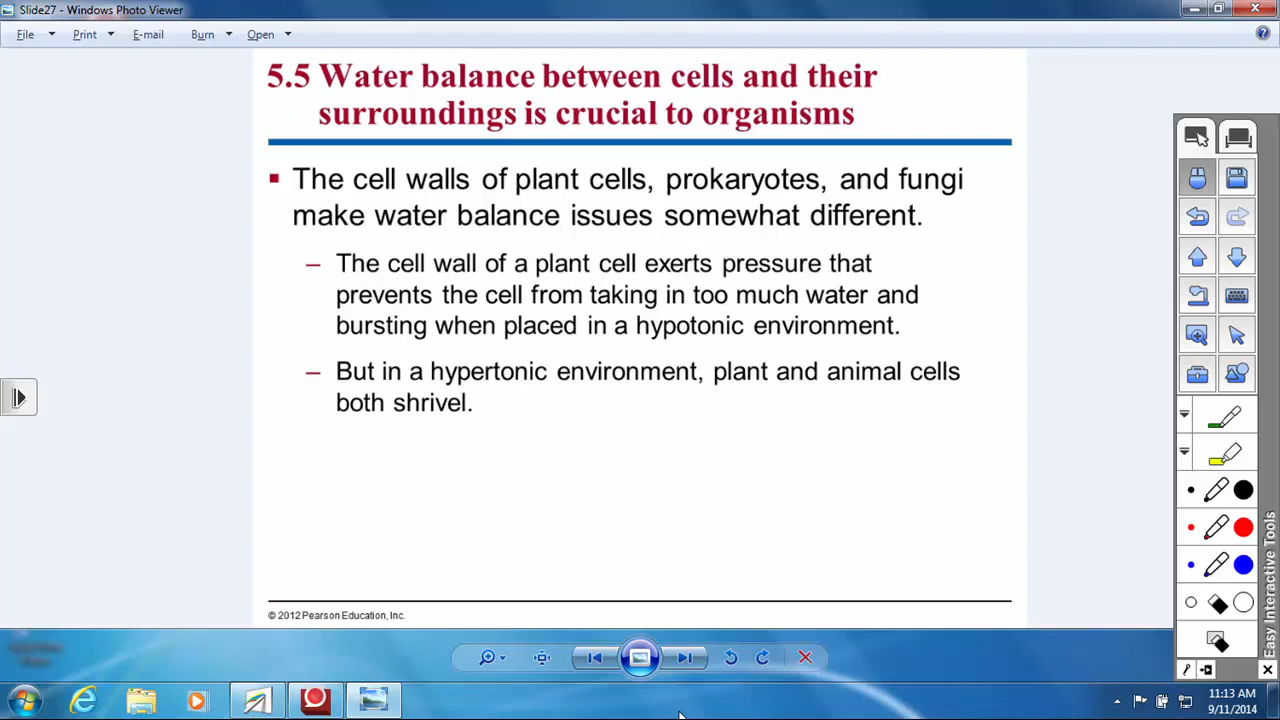 Slide27 - Windows Photo Viewer
File Print E-mail Burn Open
5.5 Water balance between cells and their
surroundings is crucial to organisms
The cell walls of plant cells, prokaryotes, and fungi
make water balance issues somewhat different.
– The cell wall of a plant cell exerts pressure that
prevents the cell from taking in too much water and
bursting when placed in a hypotonic environment.
– But in a hypertonic environment, plant and animal cells
both shrivel.
© 2012 Pearson Education, Inc.
Easy Interactive Tools
11:13 AM
9/11/2014